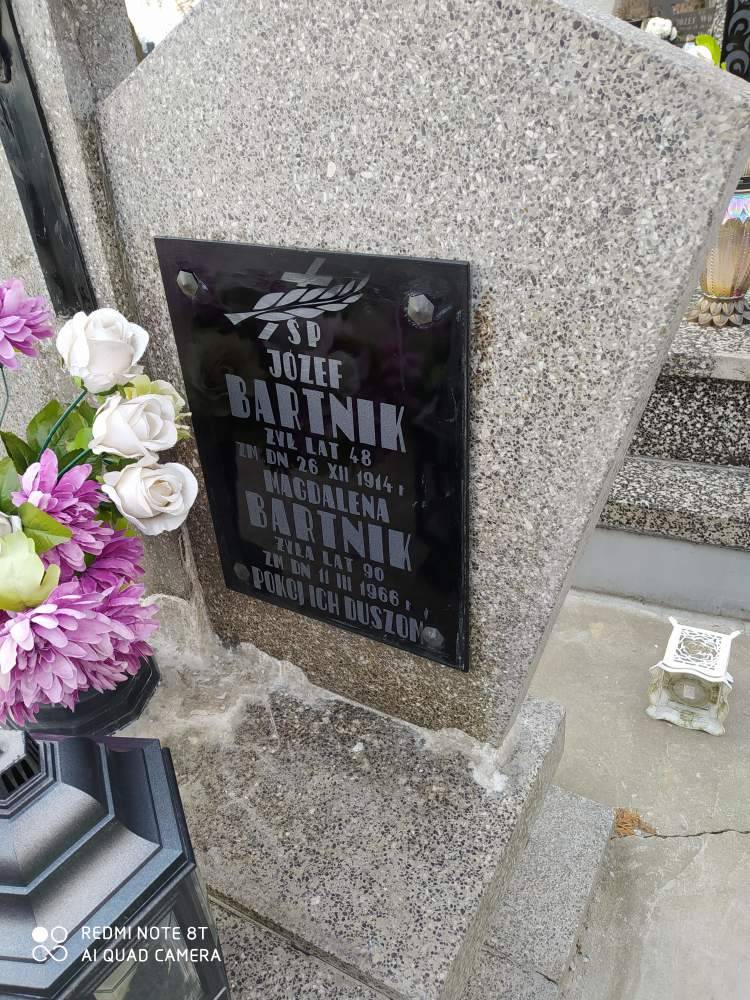 ŚP
JÓZEF
BARTNIK
ŻYŁ LAT 48
ZM DN 26 XII 1914 r
MAGDALENA
BARTNIK
ŻYŁA LAT 90
ZM DN 11 III 1966 r
POKÓJ ICH DUSZOM
REDMI NOTE 8T
AI QUAD CAMERA